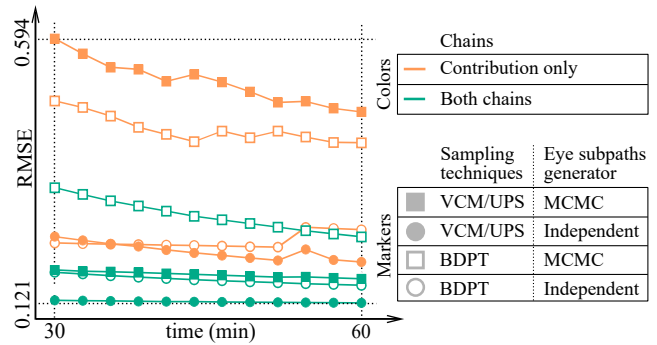 0.594
RMSE
0.121
30
time (min)
60
Chains
Colors
Contribution only
Both chains
Sampling techniques
Eye subpaths generator
Markers
VCM/UPS MCMC
VCM/UPS Independent
BDPT MCMC
BDPT Independent